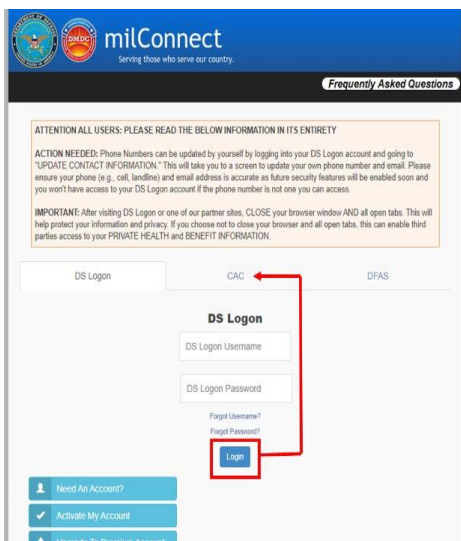 milConnect
Serving those who serve our country.
DMDC
Frequently Asked Questions
ATTENTION ALL USERS: PLEASE READ THE BELOW INFORMATION IN ITS ENTIRETY
ACTION NEEDED: Phone Numbers can be updated by yourself by logging into your DS Logon account and going to
"UPDATE CONTACT INFORMATION." This will take you to a screen to update your own phone number and email. Please
ensure your phone (e.g., cell, landline) and email address is accurate as future security features will be enabled soon and
you won't have access to your DS Logon account if the phone number is not one you can access.
IMPORTANT: After visiting DS Logon or one of our partner sites, CLOSE your browser window AND all open tabs. This will
help protect your information and privacy. If you choose not to close your browser and all open tabs, this can enable third
parties access to your PRIVATE HEALTH and BENEFIT INFORMATION.
DS Logon
CAC
DFAS
DS Logon
DS Logon Username
DS Logon Password
Forgot Username?
Forgot Password?
Login
Need An Account?
Activate My Account
Upgrade To Premium Account